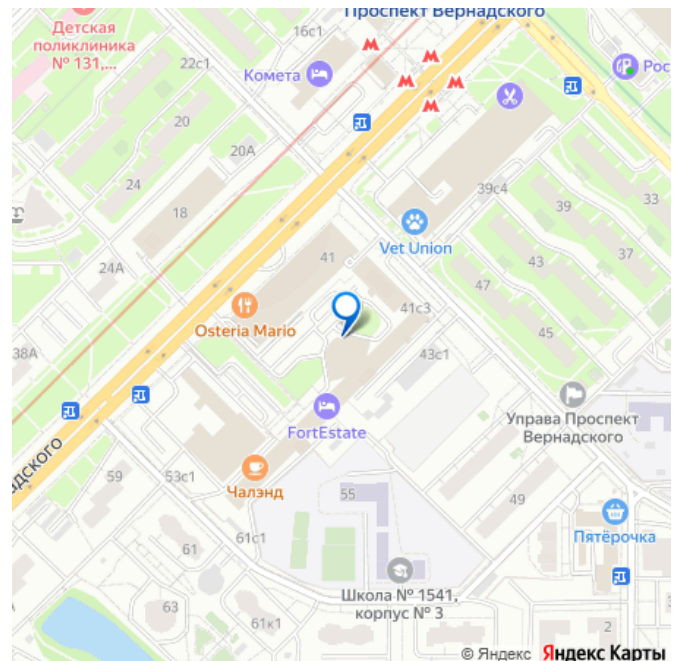 Проспект Вернадского
16с1
Детская
поликлиника
№ 131,...
22с1
Комета
Рос
20
20А
24
18
39с4
39
33
Vet Union
24А
41
43
37
47
41с3
Osteria Mario
45
38А
43с1
Управа Проспект
Вернадского
FortEstate
адского
59
53с1
Чалэнд
55
49
Пятёрочка
61
61с1
Школа № 1541,
корпус № 3
63
61к1
2
© Яндекс Яндекс Карты